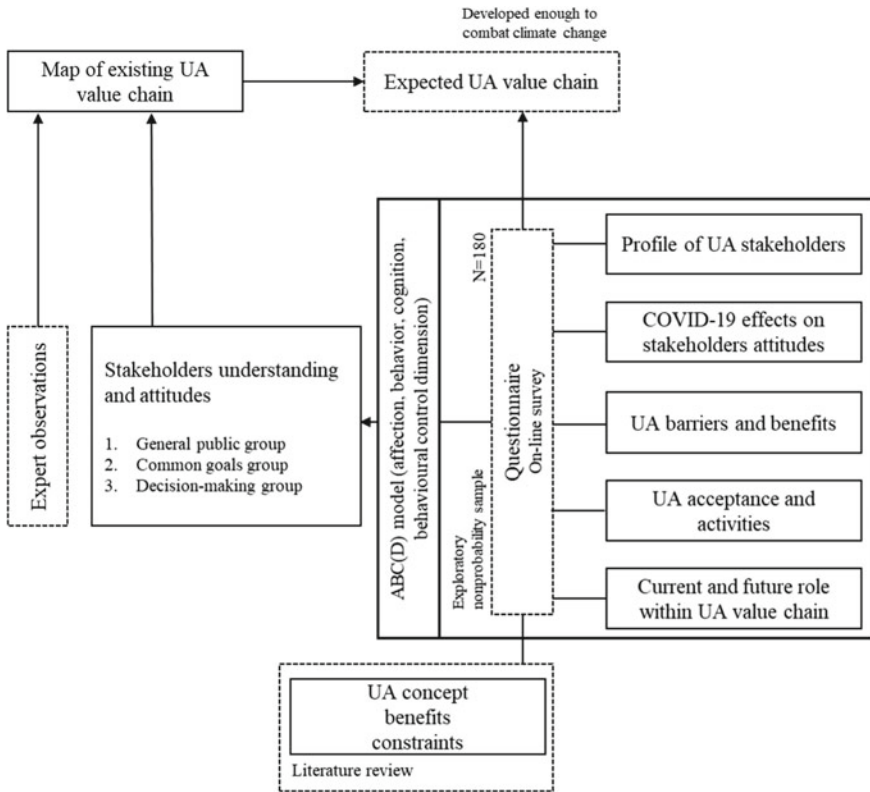 Developed enough to
combat climate change
Map of existing UA
value chain
Expected UA value chain
Expert observations
Stakeholders understanding
and attitudes
1. General public group
2. Common goals group
3. Decision-making group
ABC(D) model (affection, behavior, cognition,
behavioural control dimension)
N=180
Exploratory
nonprobability sample
Questionnaire
On-line survey
Profile of UA stakeholders
COVID-19 effects on
stakeholders attitudes
UA barriers and benefits
UA acceptance and
activities
Current and future role
within UA value chain
UA concept
benefits
constraints
Literature review